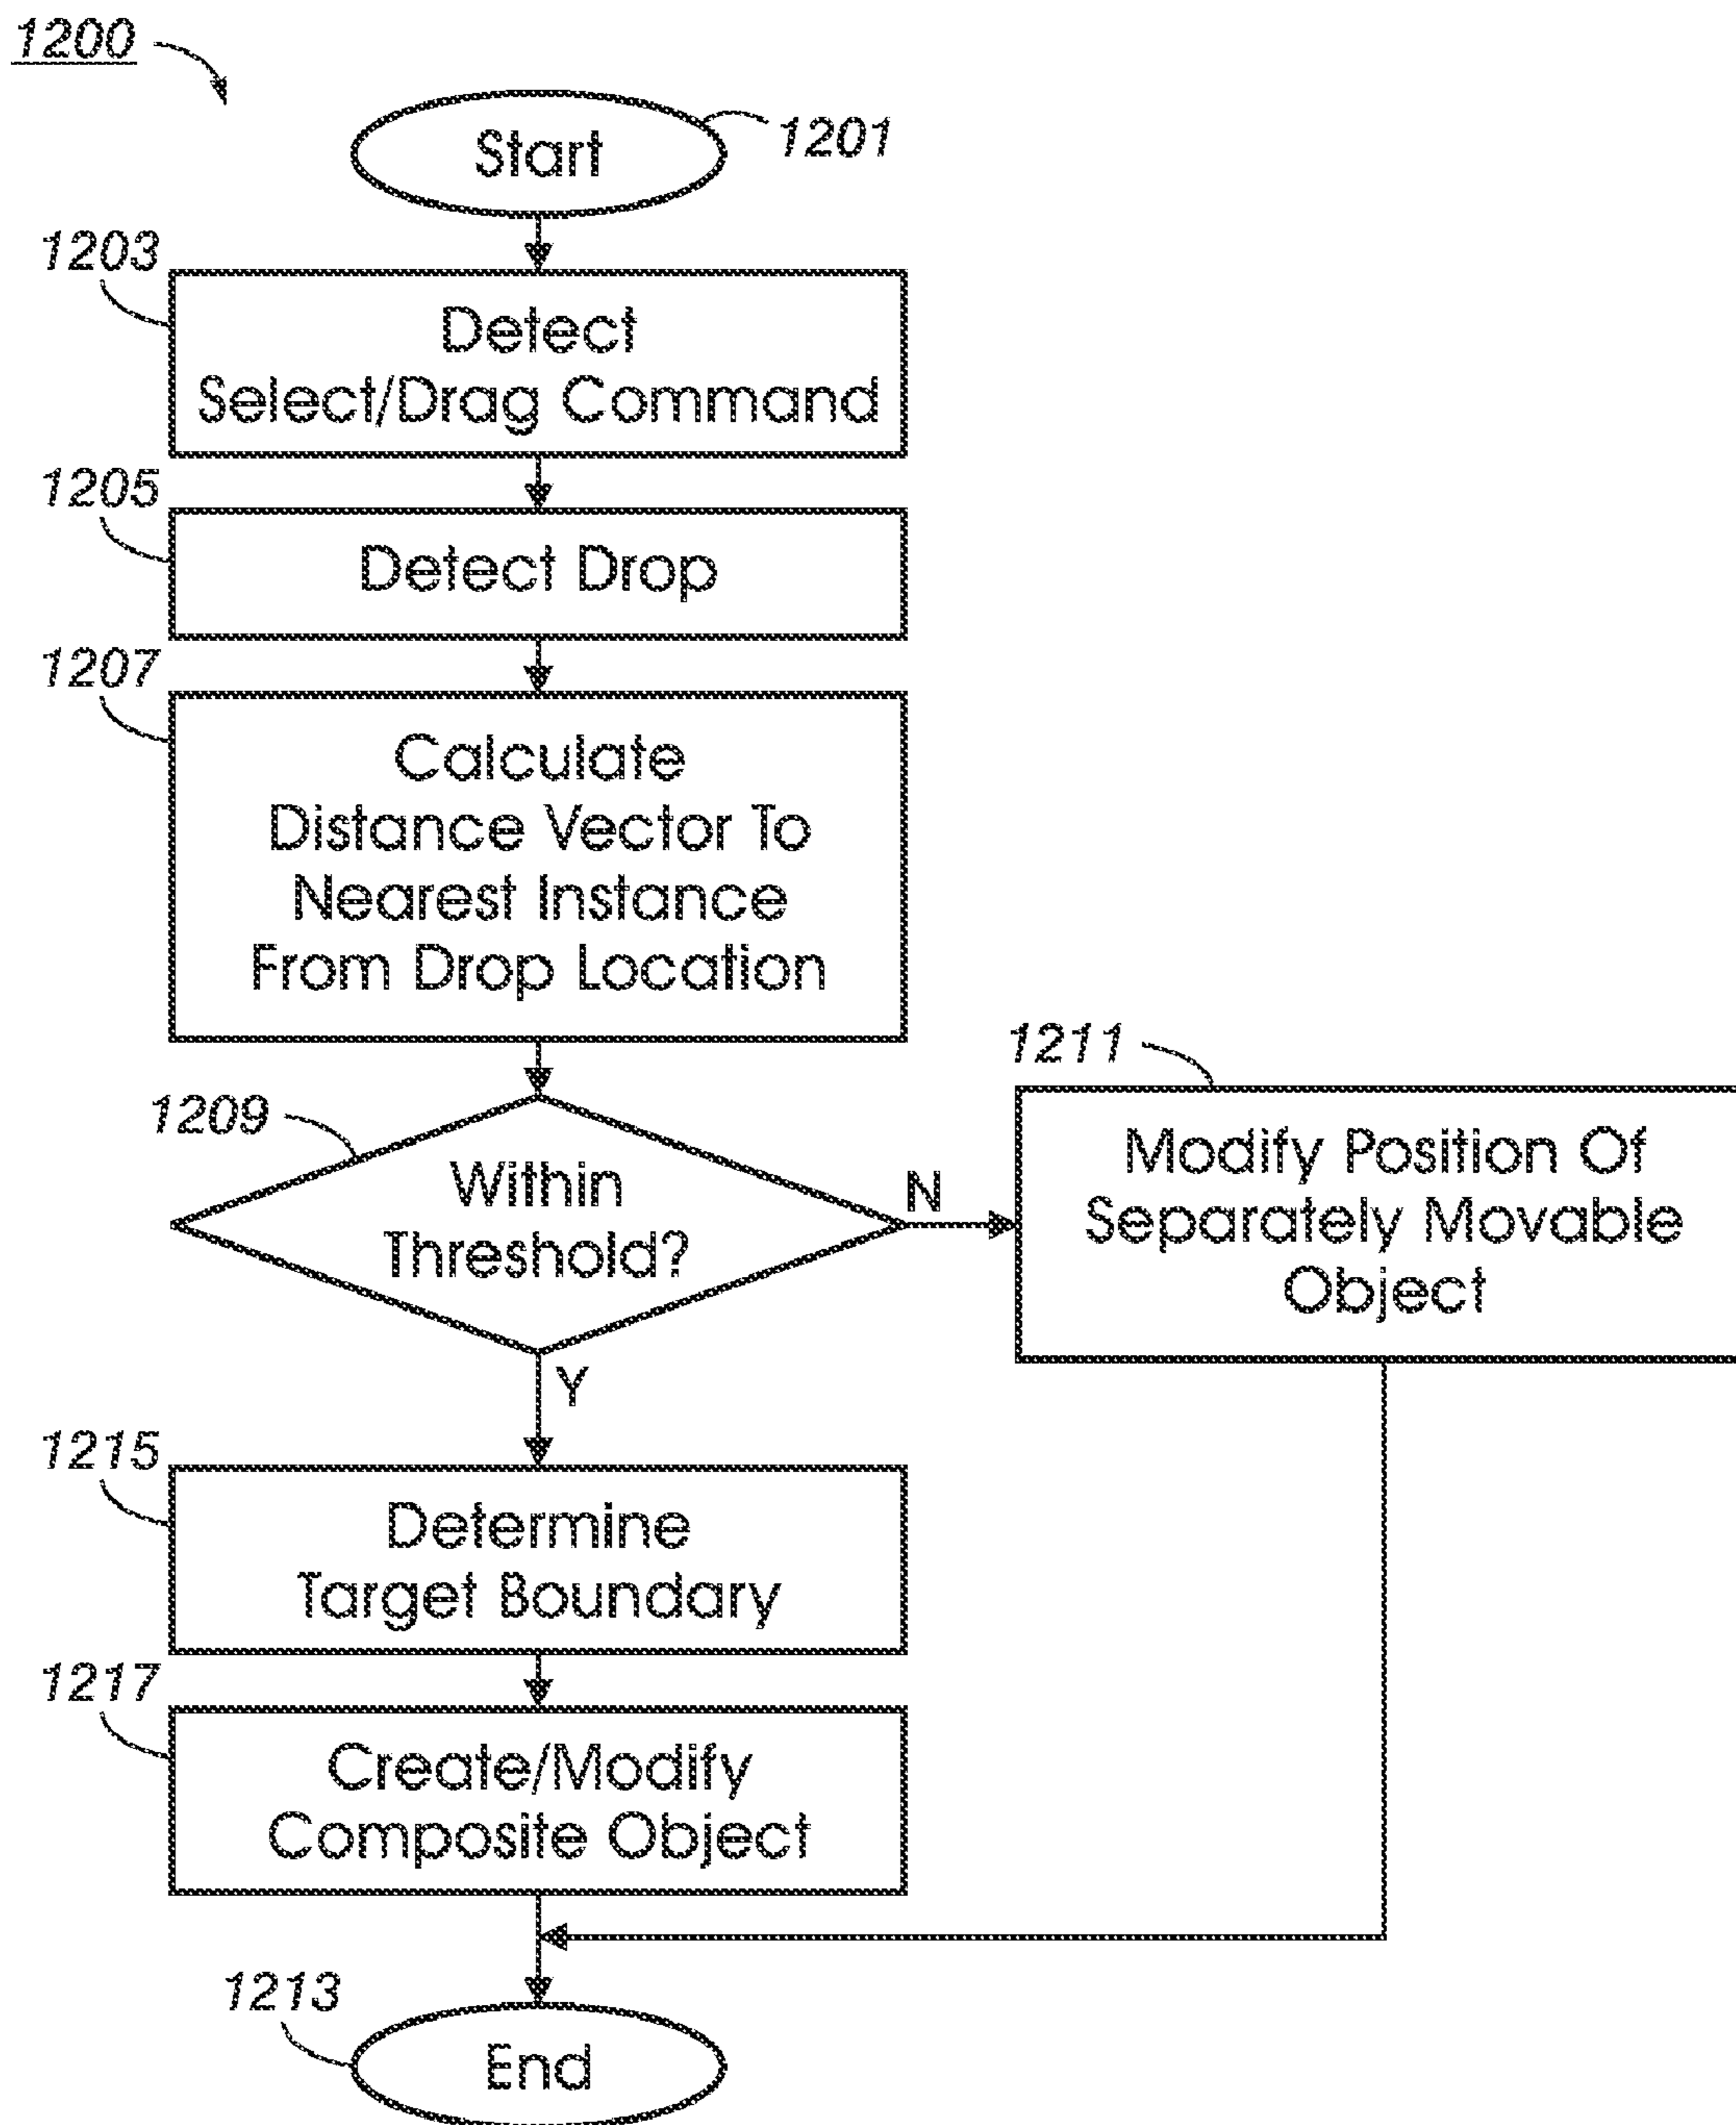 1200
Start
1201
1203
Detect
Select/Drag Command
1205
Detect Drop
1207
Calculate
Distance Vector To
Nearest Instance
From Drop Location
1209
Within
Threshold?
N
1211
Modify Position Of
Separately Movable
Object
Y
1215
Determine
Target Boundary
1217
Create/Modify
Composite Object
1213
End